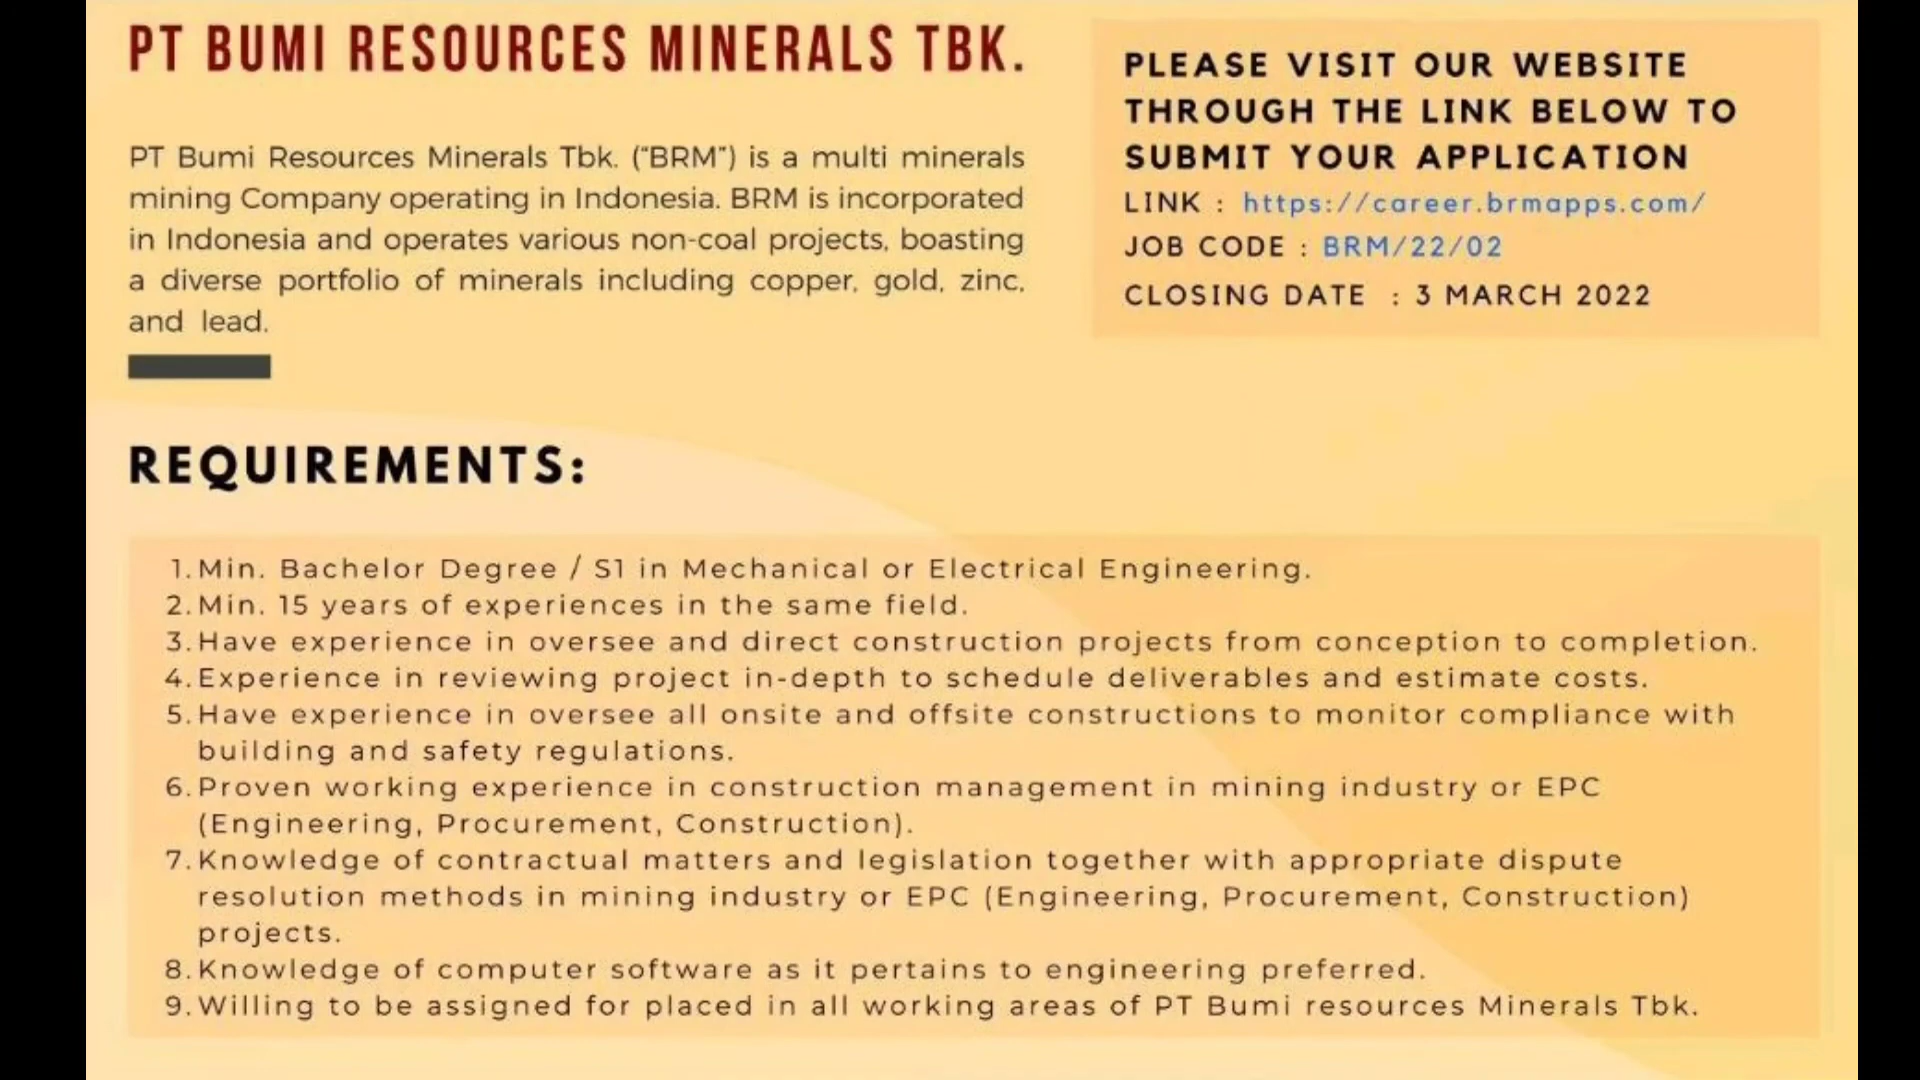 PT BUMI RESOURCES MINERALS TBK.
PT Bumi Resources Minerals Tbk. (“BRM”) is a multi minerals
mining Company operating in Indonesia. BRM is incorporated
in Indonesia and operates various non-coal projects, boasting
a diverse portfolio of minerals including copper, gold, zinc,
and lead.
PLEASE VISIT OUR WEBSITE
THROUGH THE LINK BELOW TO
SUBMIT YOUR APPLICATION
LINK : https://career.brmapps.com/
JOB CODE : BRM/22/02
CLOSING DATE : 3 MARCH 2022
REQUIREMENTS:
1. Min. Bachelor Degree / S1 in Mechanical or Electrical Engineering.
2. Min. 15 years of experiences in the same field.
3. Have experience in oversee and direct construction projects from conception to completion.
4. Experience in reviewing project in-depth to schedule deliverables and estimate costs.
5. Have experience in oversee all onsite and offsite constructions to monitor compliance with
building and safety regulations.
6. Proven working experience in construction management in mining industry or EPC
(Engineering, Procurement, Construction).
7. Knowledge of contractual matters and legislation together with appropriate dispute
resolution methods in mining industry or EPC (Engineering, Procurement, Construction)
projects.
8. Knowledge of computer software as it pertains to engineering preferred.
9. Willing to be assigned for placed in all working areas of PT Bumi resources Minerals Tbk.